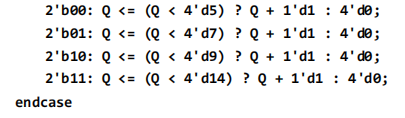 2'b00: Q <= (Q < 4'd5) ? Q + 1'd1 : 4'd0;
2'b01: Q <= (Q < 4'd7) ? Q + 1'd1 : 4'd0;
2'b10: Q <= (Q < 4'd9) ? Q + 1'd1 : 4'd0;
2'b11: Q <= (Q < 4'd14) ? Q + 1'd1 : 4'd0;
endcase